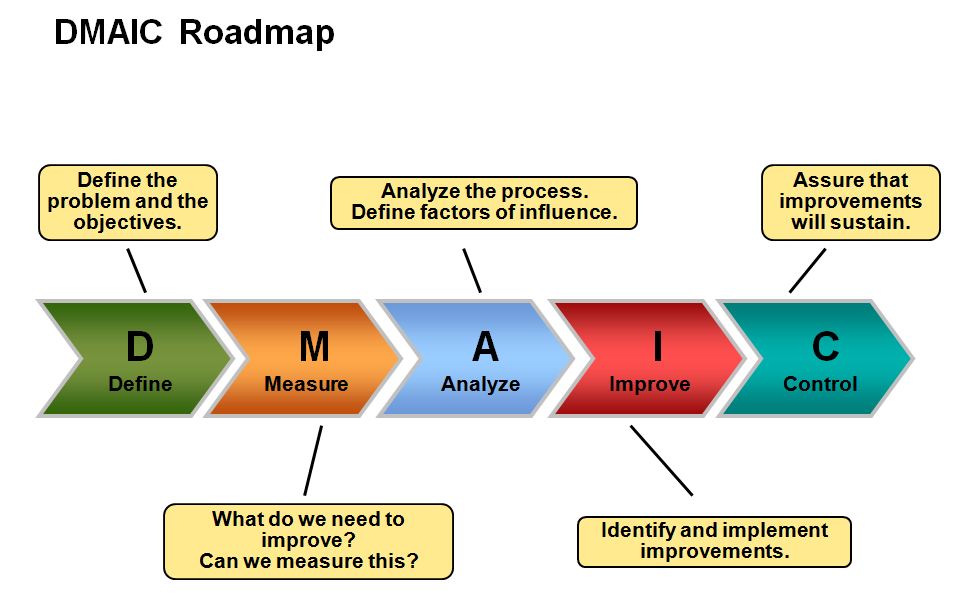 DMAIC Roadmap
Define the
problem and the
objectives.
Analyze the process.
Define factors of influence.
Assure that
improvements
will sustain.
D
Define
M
Measure
A
Analyze
I
Improve
C
Control
What do we need to
improve?
Can we measure this?
Identify and implement
improvements.